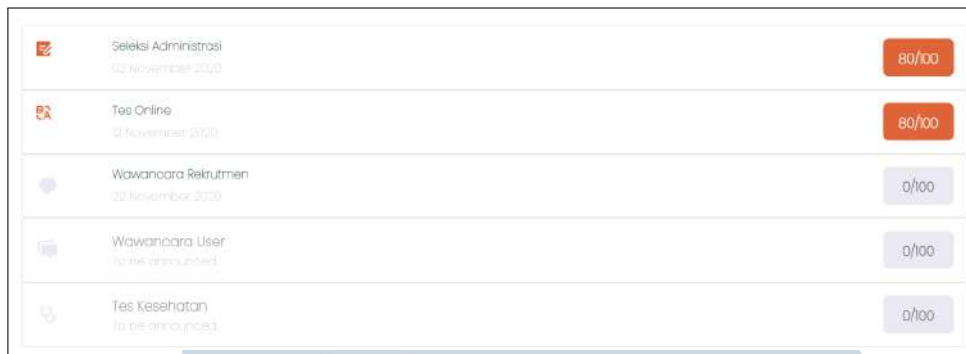 Seleksi Administrasi
02 November 2020
80/100
Tes Online
12 November 2020
80/100
Wawancara Rekrutmen
22 November 2020
0/100
Wawancara User
To be announced
0/100
Tes Kesehatan
To be announced
0/100